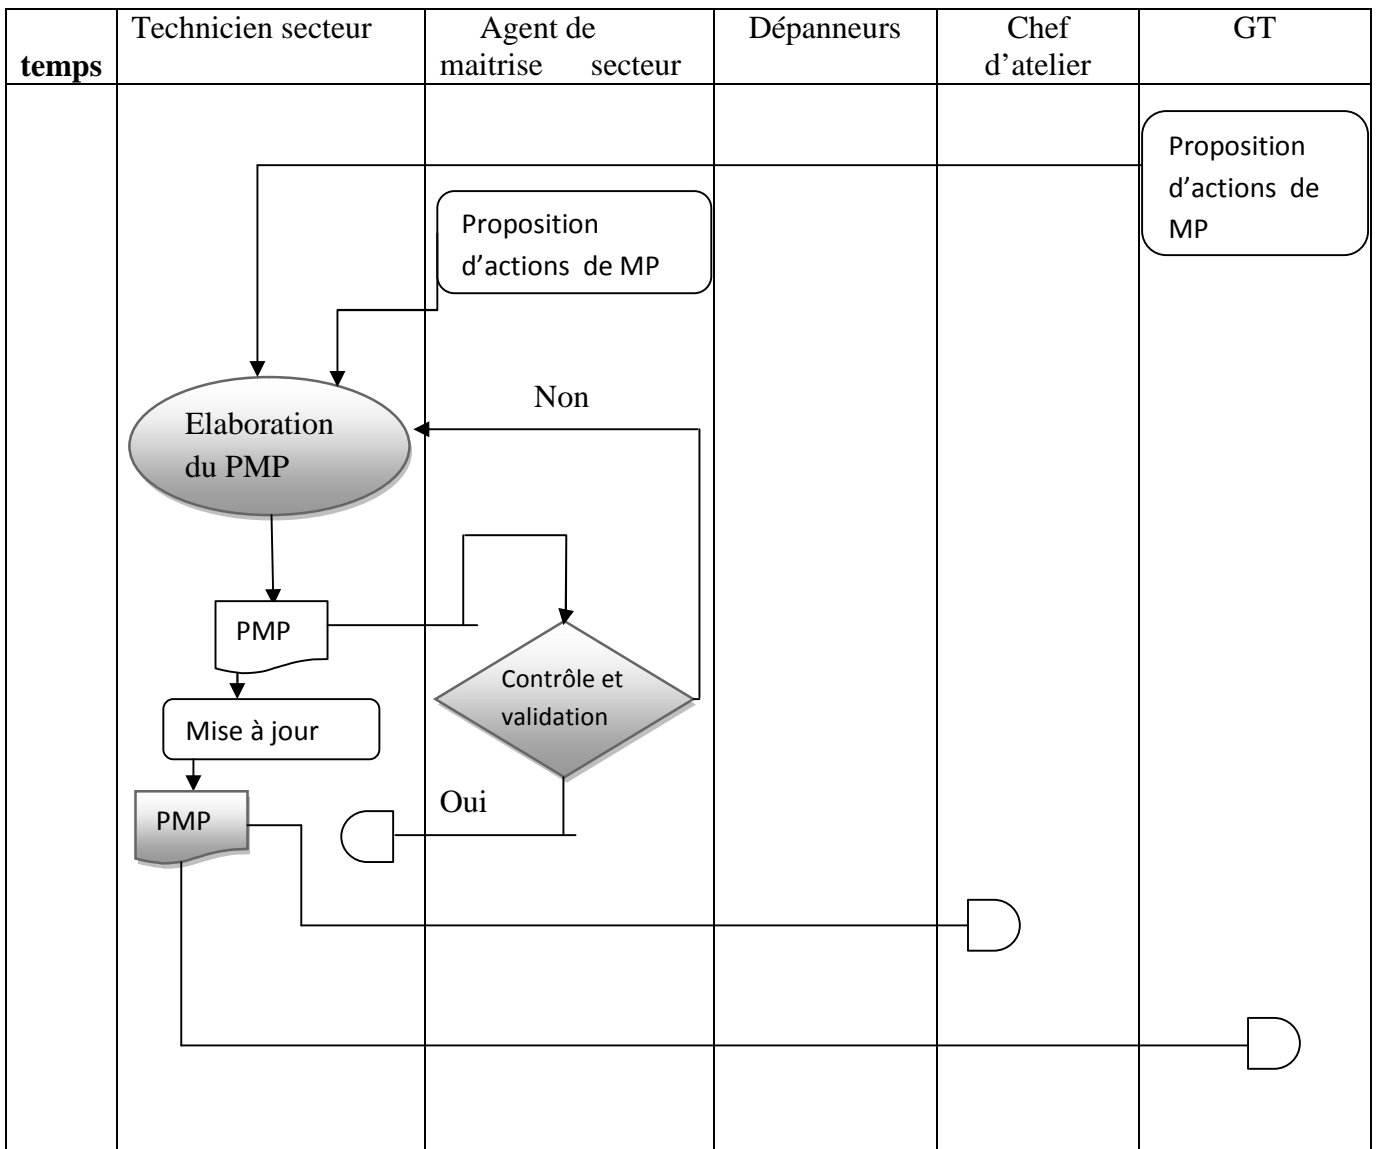 temps
Technicien secteur
Agent de
maitrise secteur
Dépanneurs
Chef
d’atelier
GT
Proposition
d’actions de
MP
Proposition
d’actions de MP
Non
Elaboration
du PMP
PMP
Contrôle et
validation
Mise à jour
Oui
PMP